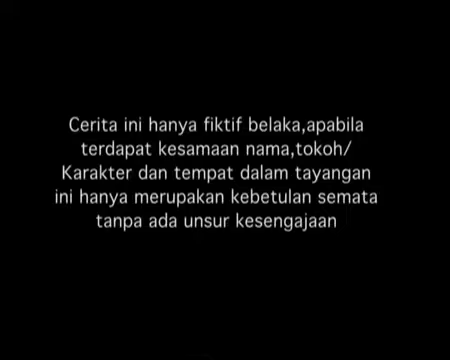 Cerita ini hanya fiktif belaka,apabila
terdapat kesamaan nama,tokoh/
Karakter dan tempat dalam tayangan
ini hanya merupakan kebetulan semata
tanpa ada unsur kesengajaan